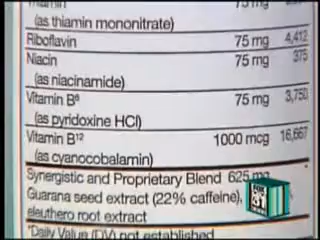 (as thiamin mononitrate)
Riboflavin 75 mg 4,412
Niacin 75 mg 375
(as niacinamide)
Vitamin B6 75 mg 3,750
(as pyridoxine HCl)
Vitamin B12 1000 mcg 16,667
(as cyanocobalamin)
Synergistic and Proprietary Blend 625 mg
Guarana seed extract (22% caffeine),
eleuthero root extract
*Daily Value (DV) not established